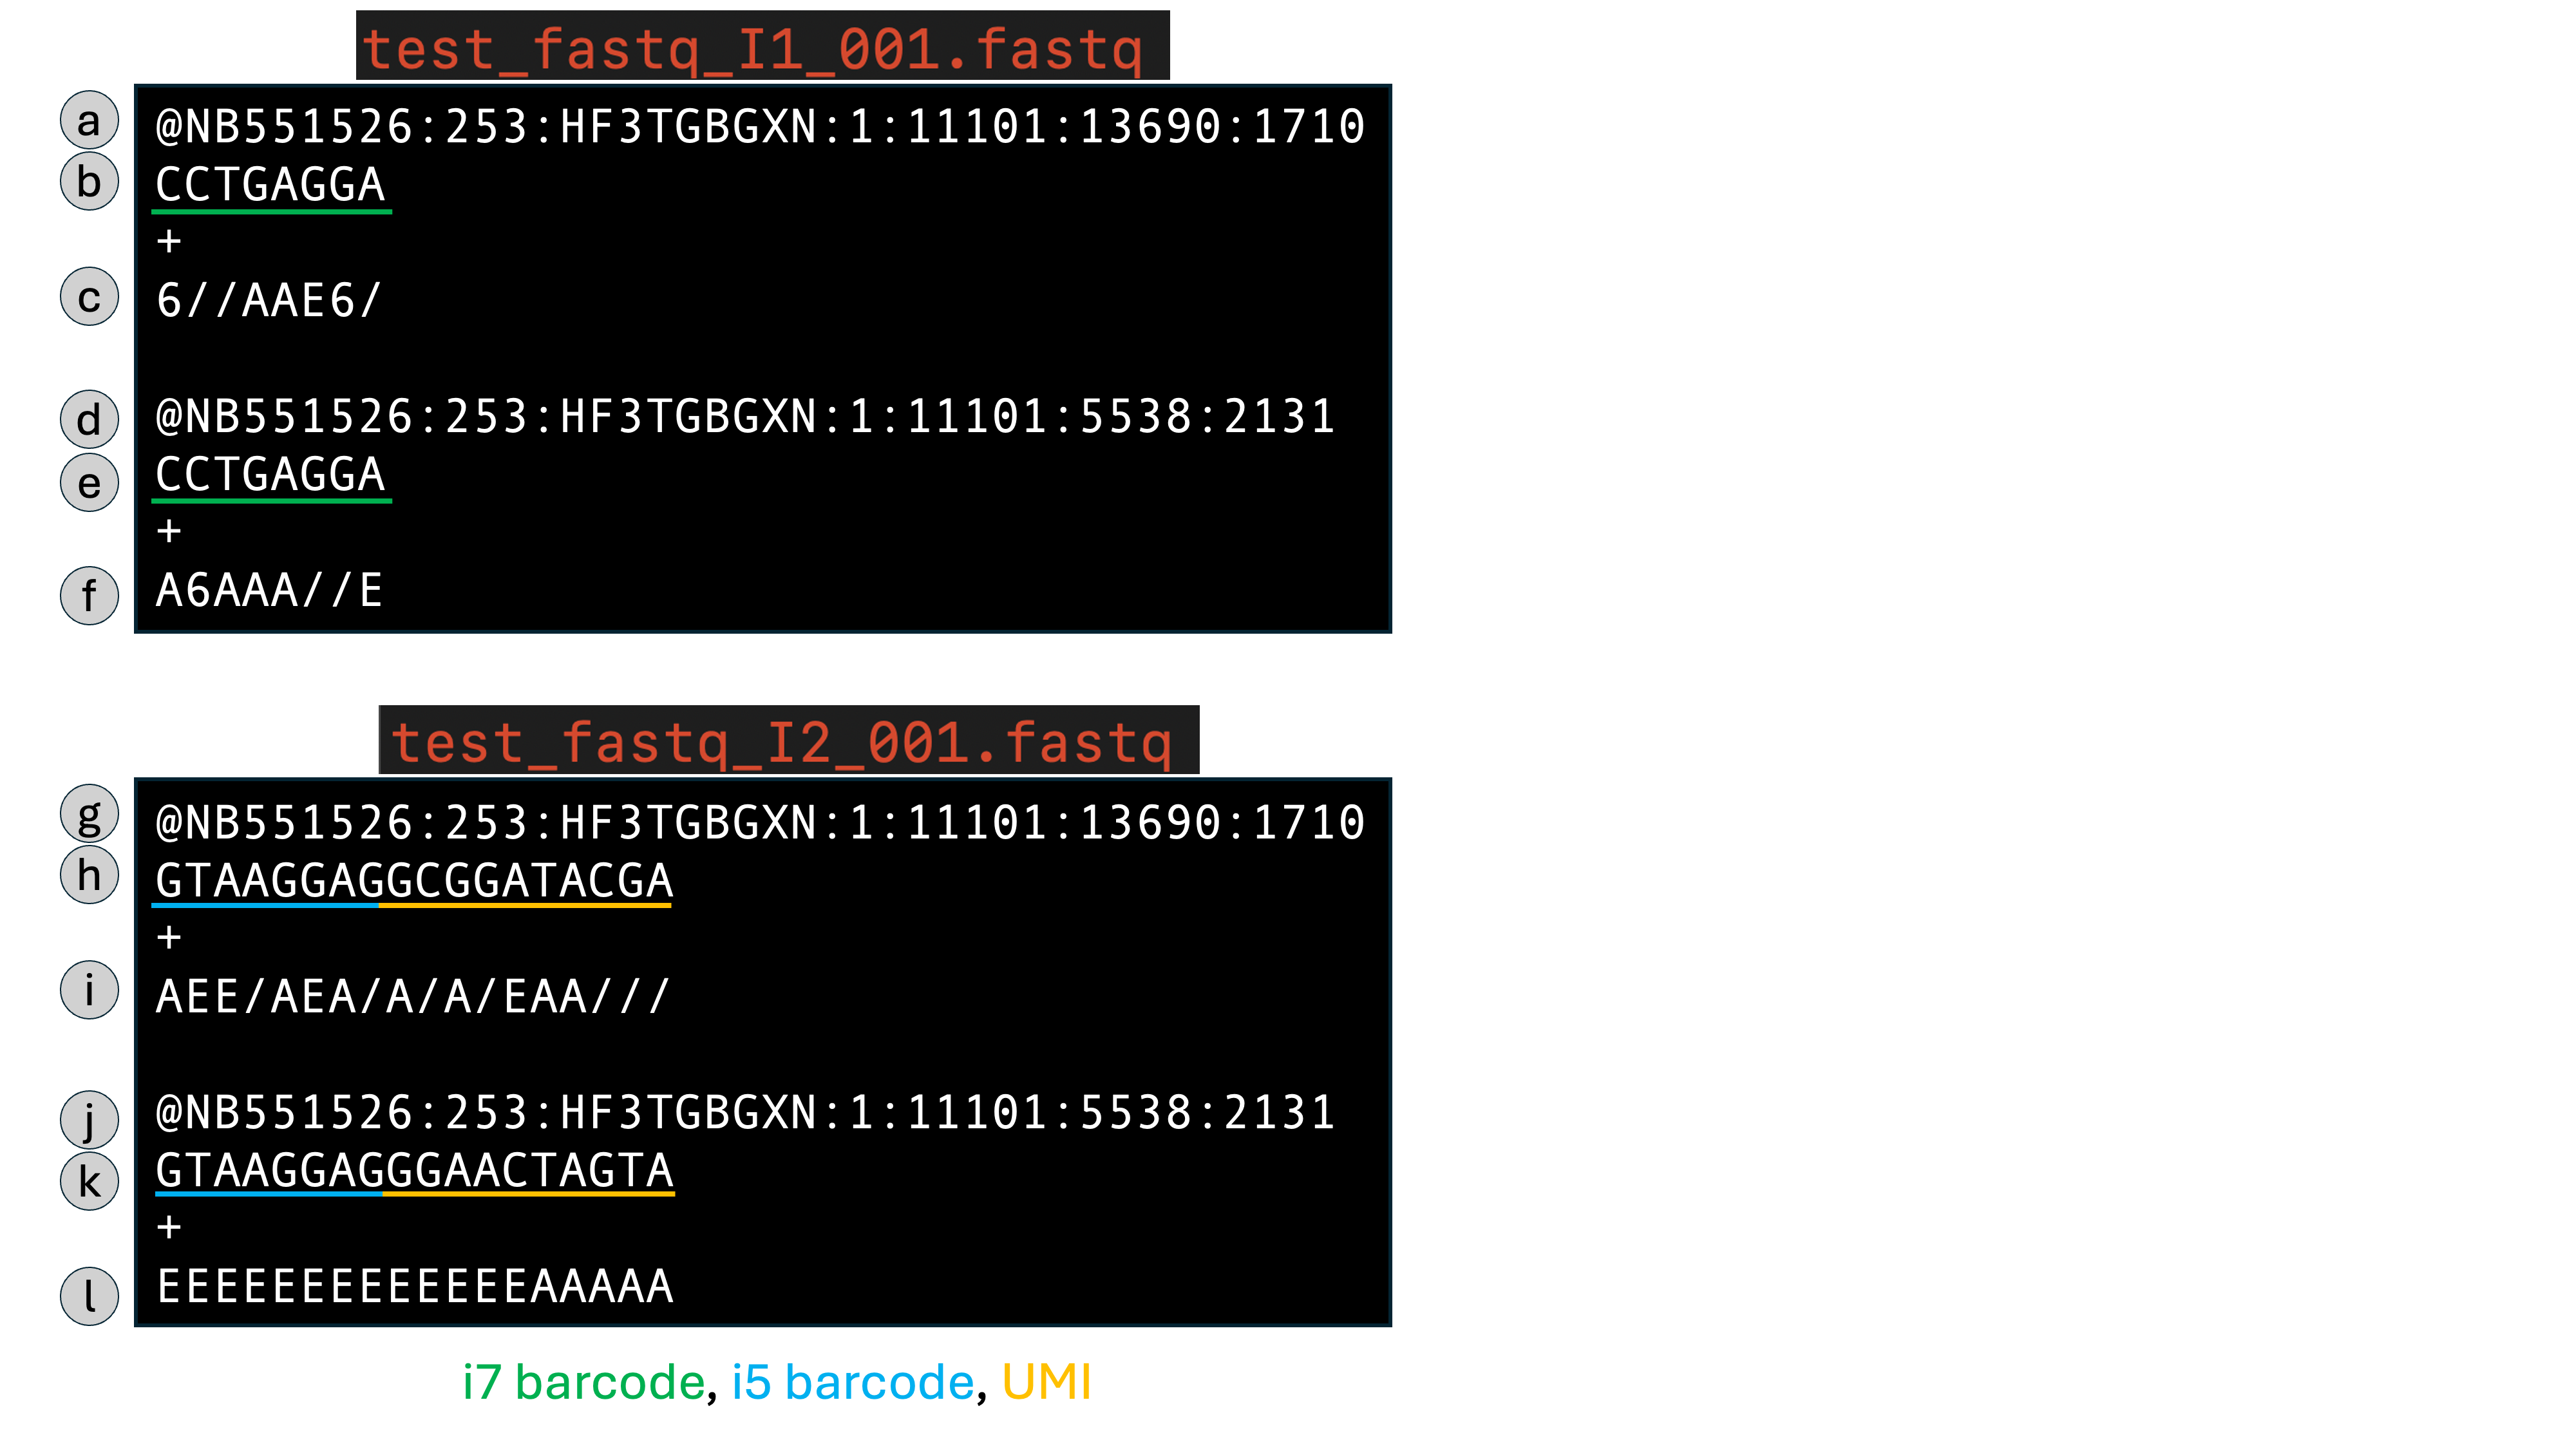 test_fastq_I1_001.fastq
a @NB551526:253:HF3TGBGXN:1:11101:13690:1710
b CCTGAGGA
+
c 6//AAE6/
d @NB551526:253:HF3TGBGXN:1:11101:5538:2131
e CCTGAGGA
+
f A6AAA//E
test_fastq_I2_001.fastq
g @NB551526:253:HF3TGBGXN:1:11101:13690:1710
h GTAAGGAGGCGGATACGA
+
i AEE/AEA/A/A/EAA///
j @NB551526:253:HF3TGBGXN:1:11101:5538:2131
k GTAAGGAGGGAACTAGTA
+
l EEEEEEEEEEEEEAAAAA
i7 barcode, i5 barcode, UMI